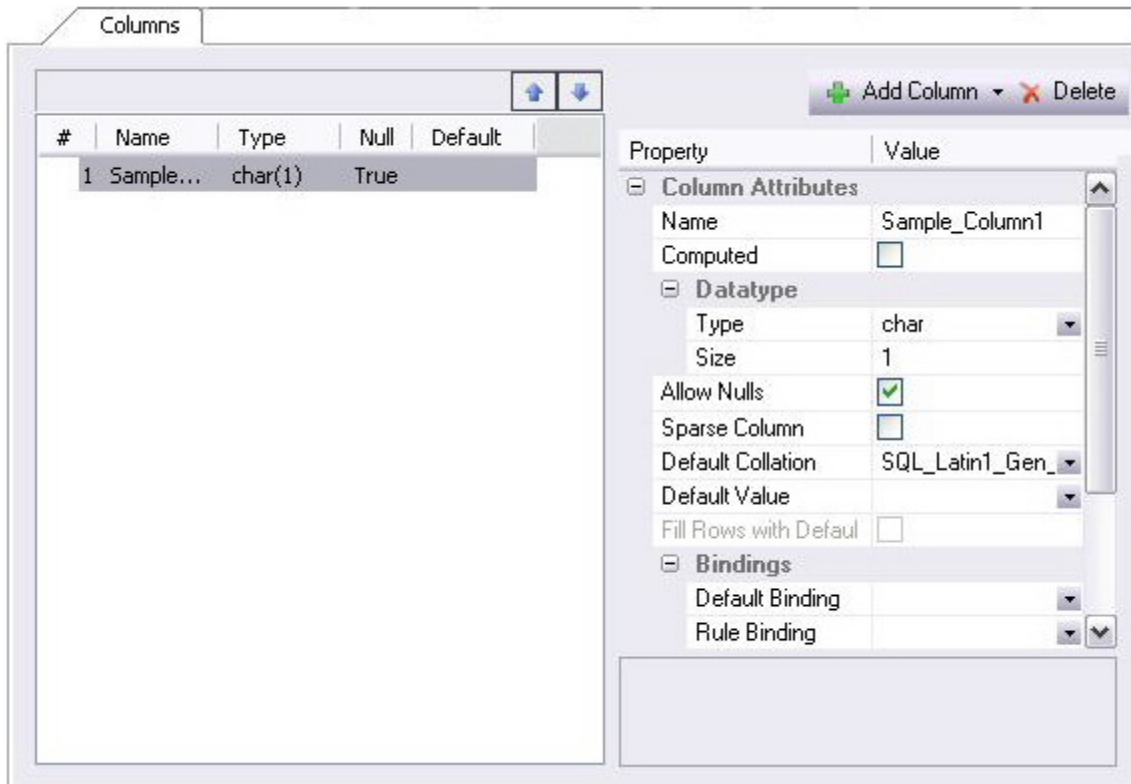 Columns
Add Column Delete
# Name Type Null Default
1 Sample... char(1) True
Property Value
Column Attributes
Name Sample_Column1
Computed
Datatype
Type char
Size 1
Allow Nulls
Sparse Column
Default Collation SQL_Latin1_Gen_
Default Value
Fill Rows with Defaul
Bindings
Default Binding
Rule Binding